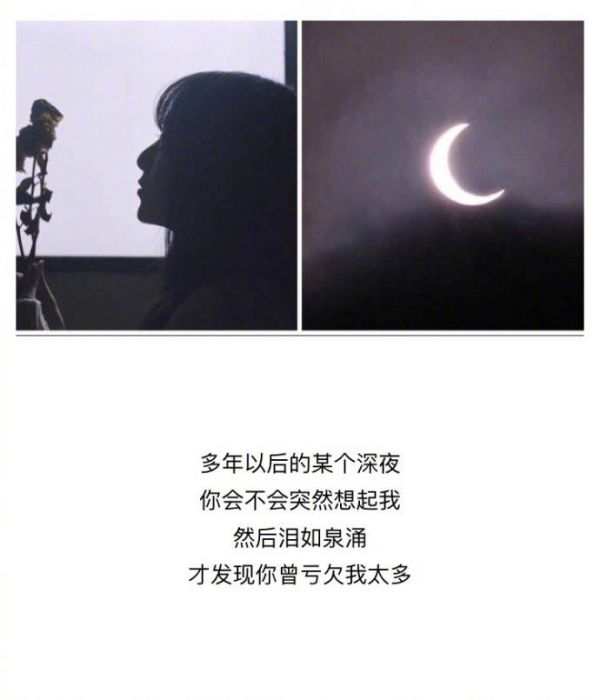 多年以后的某个深夜
你会不会突然想起我
然后泪如泉涌
才发现你曾亏欠我太多